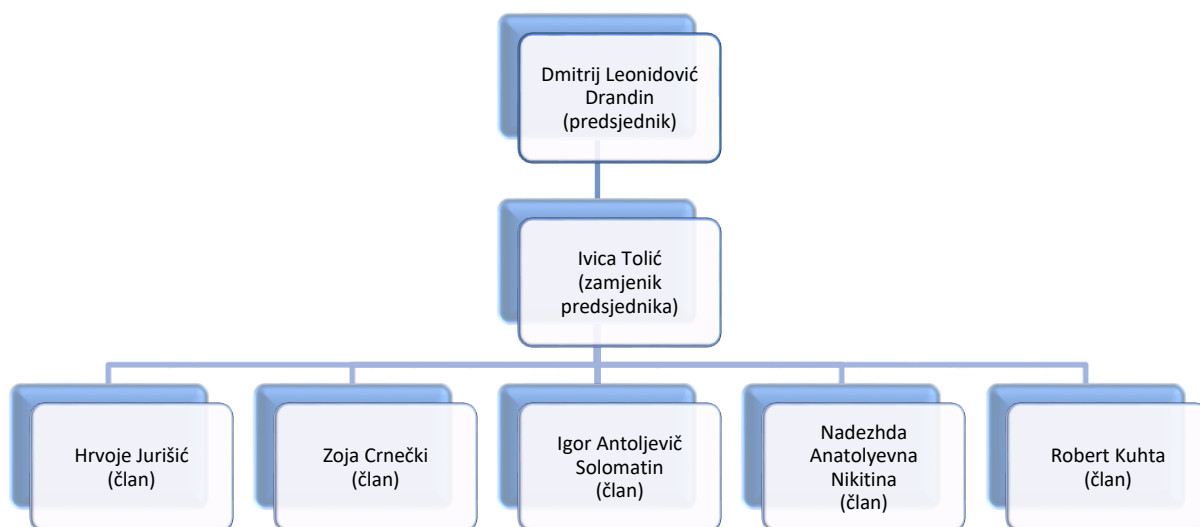 Dmitrij Leonidović
Drandin
(predsjednik)
Ivica Tolić
(zamjenik
predsjednika)
Hrvoje Jurišić
(član)
Zoja Crnečki
(član)
Igor Antoljevič
Solomatin
(član)
Nadezhda
Anatolyevna
Nikitina
(član)
Robert Kuhta
(član)